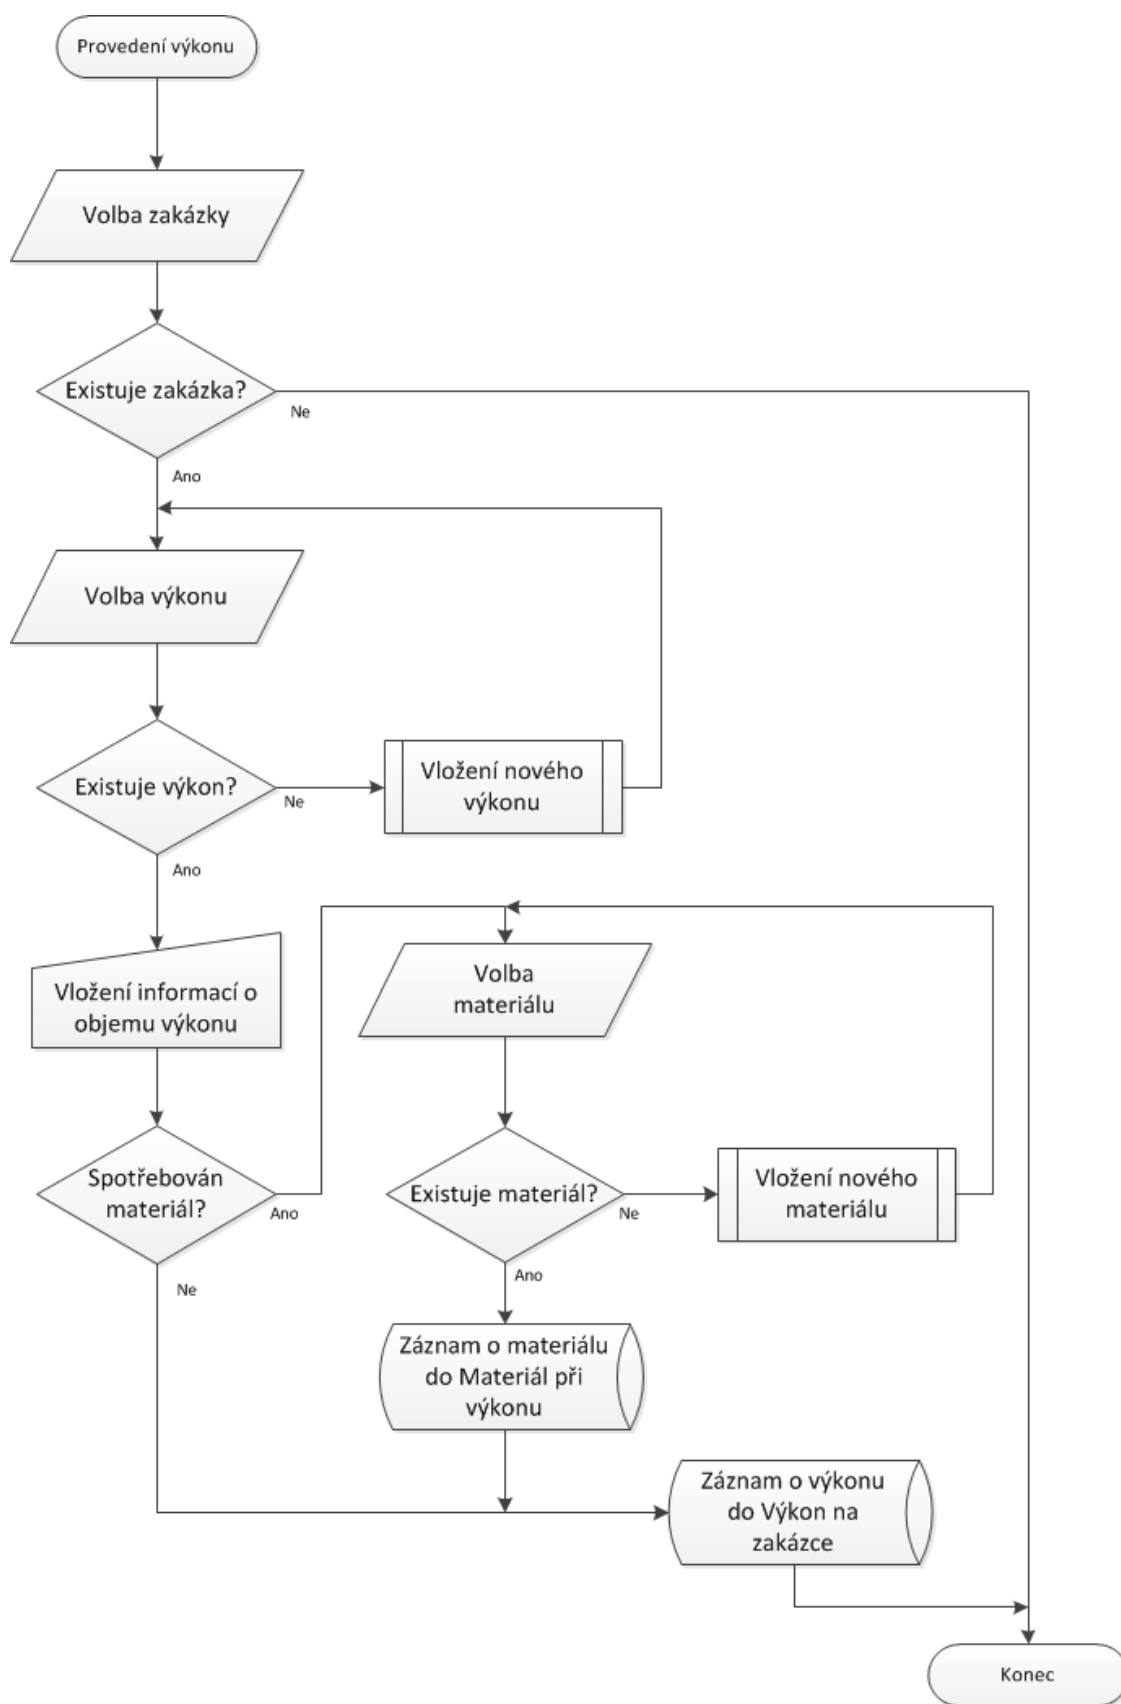 Provedení výkonu
Volba zakázky
Existuje zakázka?
Ne
Ano
Volba výkonu
Existuje výkon?
Ne
Vložení nového
výkonu
Ano
Vložení informací o
objemu výkonu
Volba
materiálu
Spotřebován
materiál?
Ano
Ne
Existuje materiál?
Ne
Vložení nového
materiálu
Ano
Záznam o materiálu
do Materiál při
výkonu
Záznam o výkonu
do Výkon na
zakázce
Konec